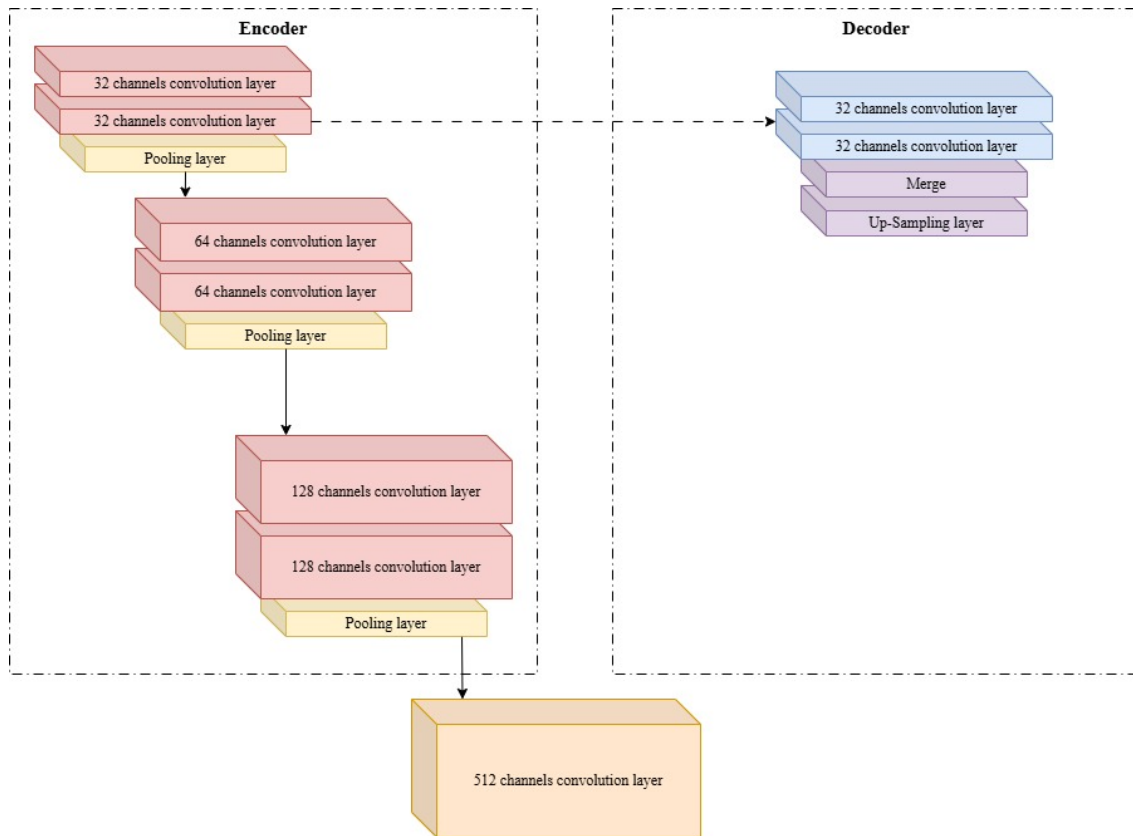 Encoder
32 channels convolution layer
32 channels convolution layer
Pooling layer
64 channels convolution layer
64 channels convolution layer
Pooling layer
128 channels convolution layer
128 channels convolution layer
Pooling layer
512 channels convolution layer
Decoder
32 channels convolution layer
32 channels convolution layer
Merge
Up-Sampling layer